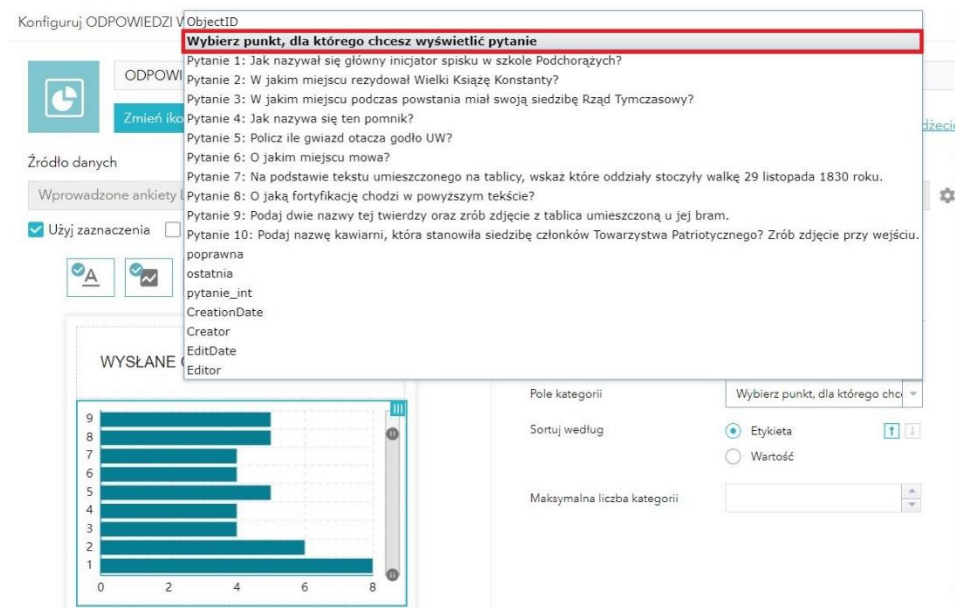 Konfiguruj ODPOWIEDZI
ObjectID
Wybierz punkt, dla którego chcesz wyświetlić pytanie
Pytanie 1: Jak nazywał się główny inicjator spisku w szkole Podchorążych?
Pytanie 2: W jakim miejscu rezydował Wielki Książę Konstanty?
Pytanie 3: W jakim miejscu podczas powstania miał swoją siedzibę Rząd Tymczasowy?
Pytanie 4: Jak nazywa się ten pomnik?
Pytanie 5: Policz ile gwiazd otacza godło UW?
Pytanie 6: O jakim miejscu mowa?
Pytanie 7: Na podstawie tekstu umieszczonego na tablicy, wskaż które oddziały stoczyły walkę 29 listopada 1830 roku.
Pytanie 8: O jaką fortyfikację chodzi w powyższym tekście?
Pytanie 9: Podaj dwie nazwy tej twierdzy oraz zrób zdjęcie z tablica umieszczoną u jej bram.
Pytanie 10: Podaj nazwę kawiarni, która stanowiła siedzibę członków Towarzystwa Patriotycznego? Zrób zdjęcie przy wejściu.
poprawna
ostatnia
pytanie_int
CreationDate
Creator
EditDate
Editor
ODPOWI
Zmień iko
Źródło danych
Wprowadzone ankiety
Użyj zaznaczenia
A
WYSŁANE
9
8
7
6
5
4
3
2
1
0 2 4 6 8
Pole kategorii
Wybierz punkt, dla którego chc
Sortuj według
Etykieta
Wartość
Maksymalna liczba kategorii